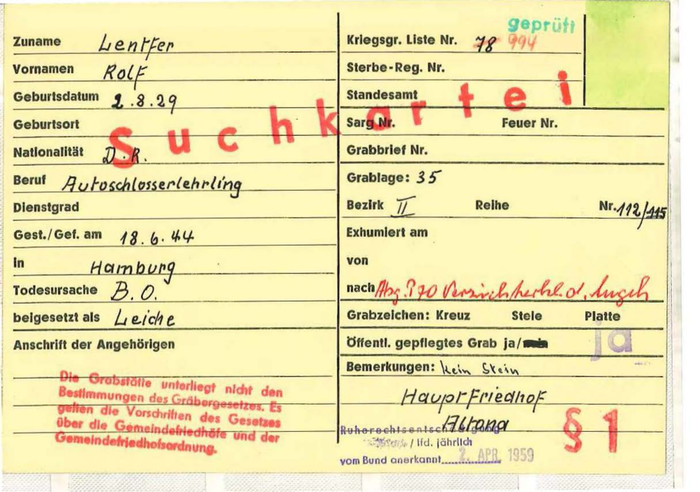 geprüft
Zuname Lentfer
Vornamen Rolf
Geburtsdatum 2.8.29
Geburtsort
Nationalität D.R.
Beruf Autoschlosserlehrling
Dienstgrad
Gest./Gef. am 18.6.44
in Hamburg
Todesursache B.O.
beigesetzt als Leiche
Anschrift der Angehörigen
Die Grabstätte unterliegt nicht den
Bestimmungen des Gräbergesetzes. Es
gelten die Vorschriften des Gesetzes
über die Gemeindefriedhöfe und der
Gemeindefriedhofsordnung.
Suchkartei
Kriegsgr. Liste Nr. 78 994
Sterbe-Reg. Nr.
Standesamt
Sarg Nr. Feuer Nr.
Grabbrief Nr.
Grablage: 35
Bezirk II Reihe Nr. 112/115
Exhumiert am
von
nach
Grabzeichen: Kreuz Stele Platte
Öffentl. gepflegtes Grab ja/nein ja
Bemerkungen: kein Stein
Hauptfriedhof
Altona
§1
/ lfd. jährlich
vom Bund anerkannt 2. APR. 1959